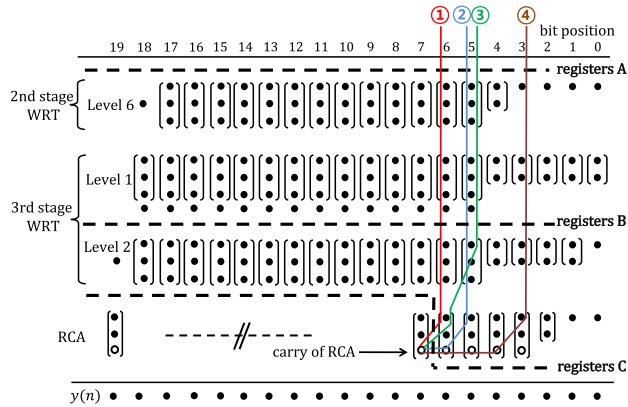 ① ② ③ ④
bit position
19 18 17 16 15 14 13 12 11 10 9 8 7 6 5 4 3 2 1 0
registers A
2nd stage
WRT
Level 6
3rd stage
WRT
Level 1
registers B
Level 2
RCA
carry of RCA
registers C
y(n)